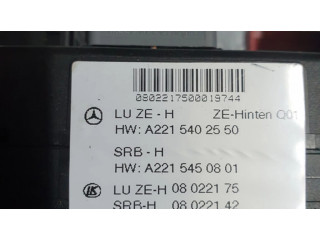 0802217500019744
LU ZE - H ZE-Hinten Q01
HW: A221 540 25 50
SRB - H
HW: A221 545 08 01
LK LU ZE-H 08 0221 75
SRB-H 08 0221 42